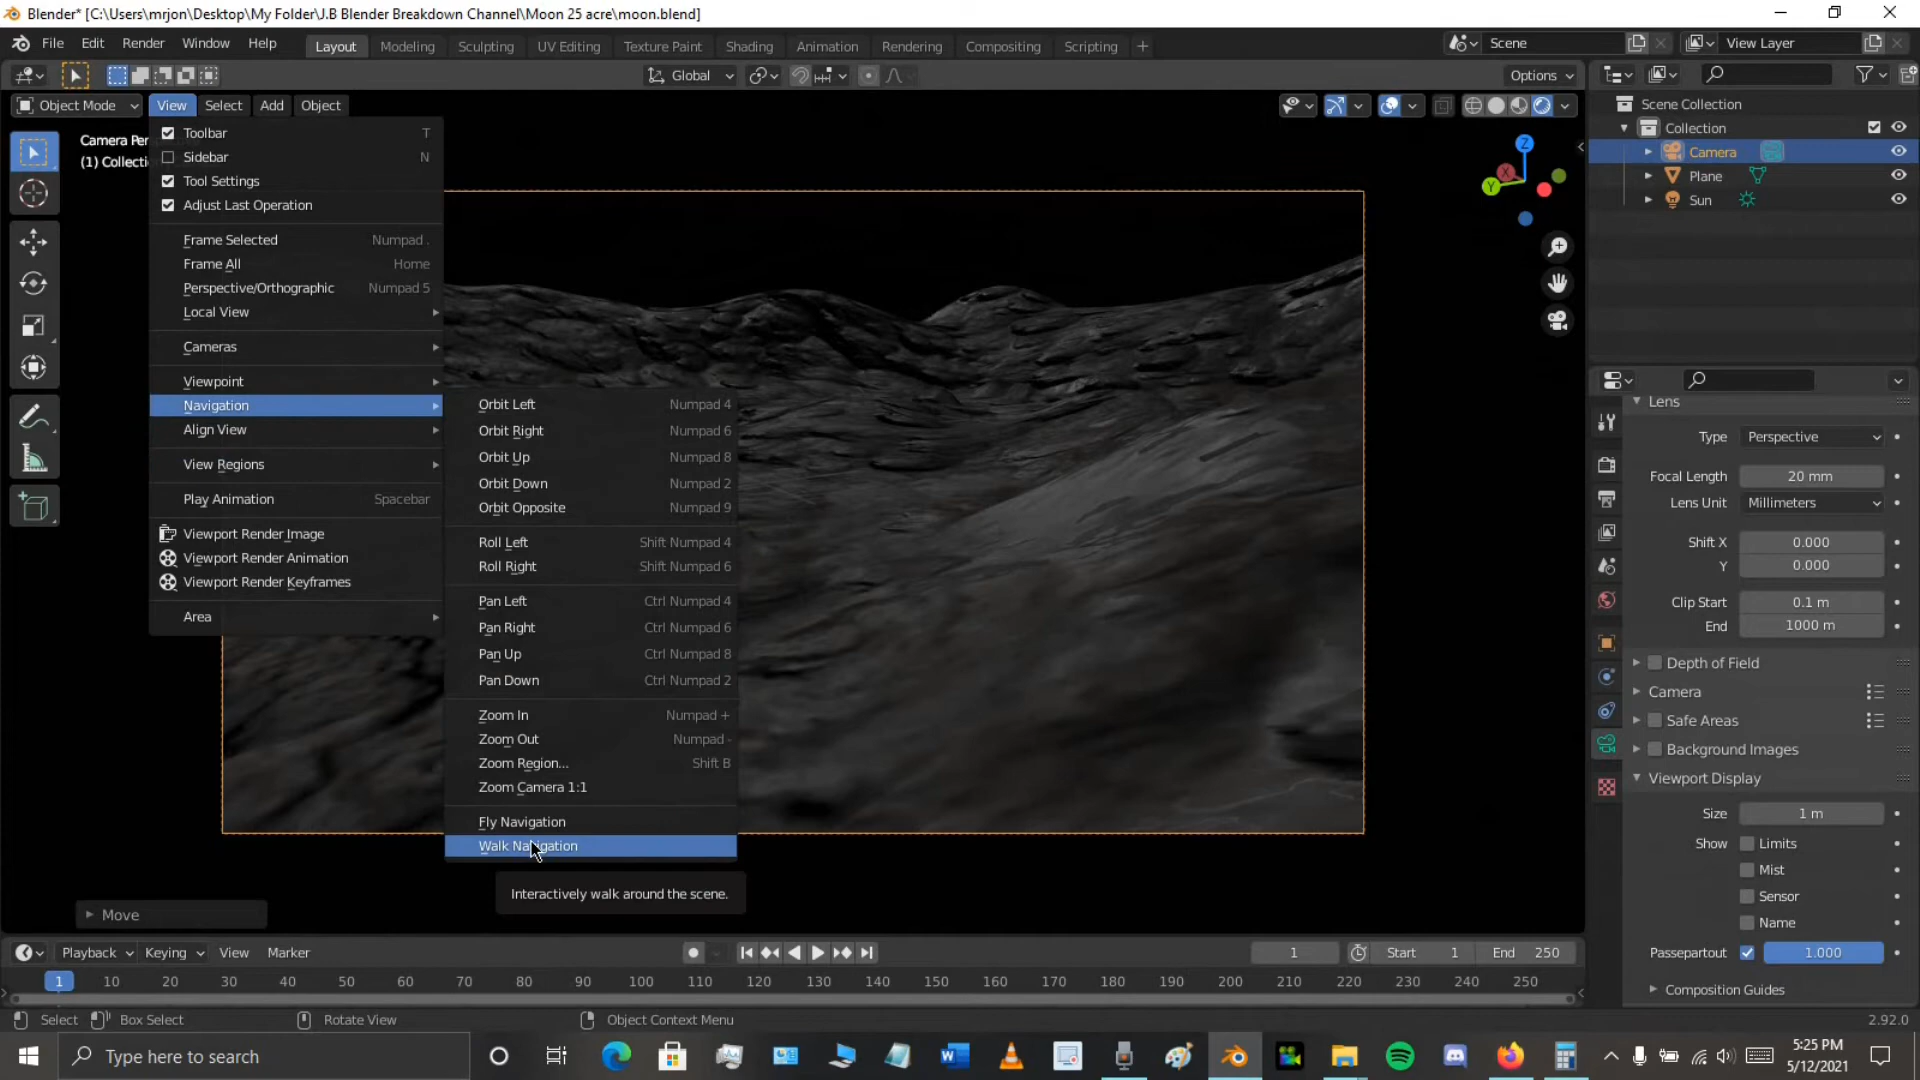 Blender* [C:\Users\mrjon\Desktop\My Folder\J.B Blender Breakdown Channel\Moon 25 acre\moon.blend]
File Edit Render Window Help Layout Modeling Sculpting UV Editing Texture Paint Shading Animation Rendering Compositing Scripting + Scene View Layer
Global Options
Object Mode View Select Add Object
Scene Collection
Collection
Camera
Plane
Sun
Camera Pe
(1) Collecti
Toolbar T
Sidebar N
Tool Settings
Adjust Last Operation
Frame Selected Numpad .
Frame All Home
Perspective/Orthographic Numpad 5
Local View
Cameras
Viewpoint
Navigation
Align View
View Regions
Play Animation Spacebar
Viewport Render Image
Viewport Render Animation
Viewport Render Keyframes
Area
Orbit Left Numpad 4
Orbit Right Numpad 6
Orbit Up Numpad 8
Orbit Down Numpad 2
Orbit Opposite Numpad 9
Roll Left Shift Numpad 4
Roll Right Shift Numpad 6
Pan Left Ctrl Numpad 4
Pan Right Ctrl Numpad 6
Pan Up Ctrl Numpad 8
Pan Down Ctrl Numpad 2
Zoom In Numpad +
Zoom Out Numpad -
Zoom Region... Shift B
Zoom Camera 1:1
Fly Navigation
Walk Navigation
Interactively walk around the scene.
Z
X
Y
Lens
Type Perspective
Focal Length 20 mm
Lens Unit Millimeters
Shift X 0.000
Y 0.000
Clip Start 0.1 m
End 1000 m
Depth of Field
Camera
Safe Areas
Background Images
Viewport Display
Size 1 m
Show Limits
Mist
Sensor
Name
Passepartout 1.000
Composition Guides
Move
Playback Keying View Marker 1 Start 1 End 250
1 10 20 30 40 50 60 70 80 90 100 110 120 130 140 150 160 170 180 190 200 210 220 230 240 250
Select Box Select Rotate View Object Context Menu 2.92.0
Type here to search
5:25 PM
5/12/2021